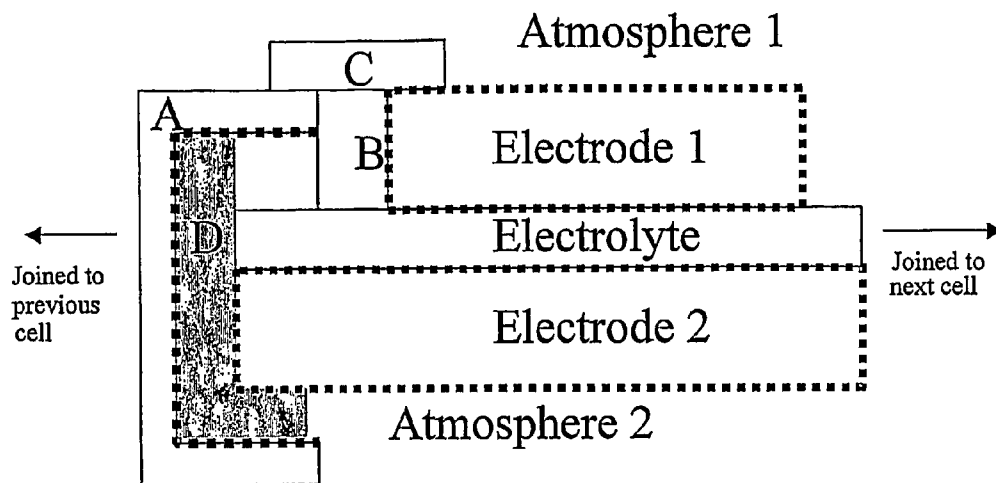 Atmosphere 1
C
A
B
Electrode 1
D
Electrolyte
Joined to
previous
cell
Joined to
next cell
Electrode 2
Atmosphere 2